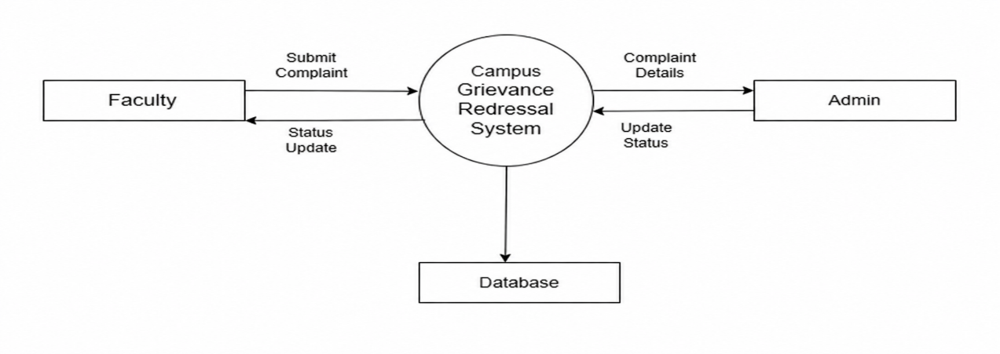 Submit
Complaint
Faculty
Status
Update
Campus
Grievance
Redressal
System
Complaint
Details
Admin
Update
Status
Database